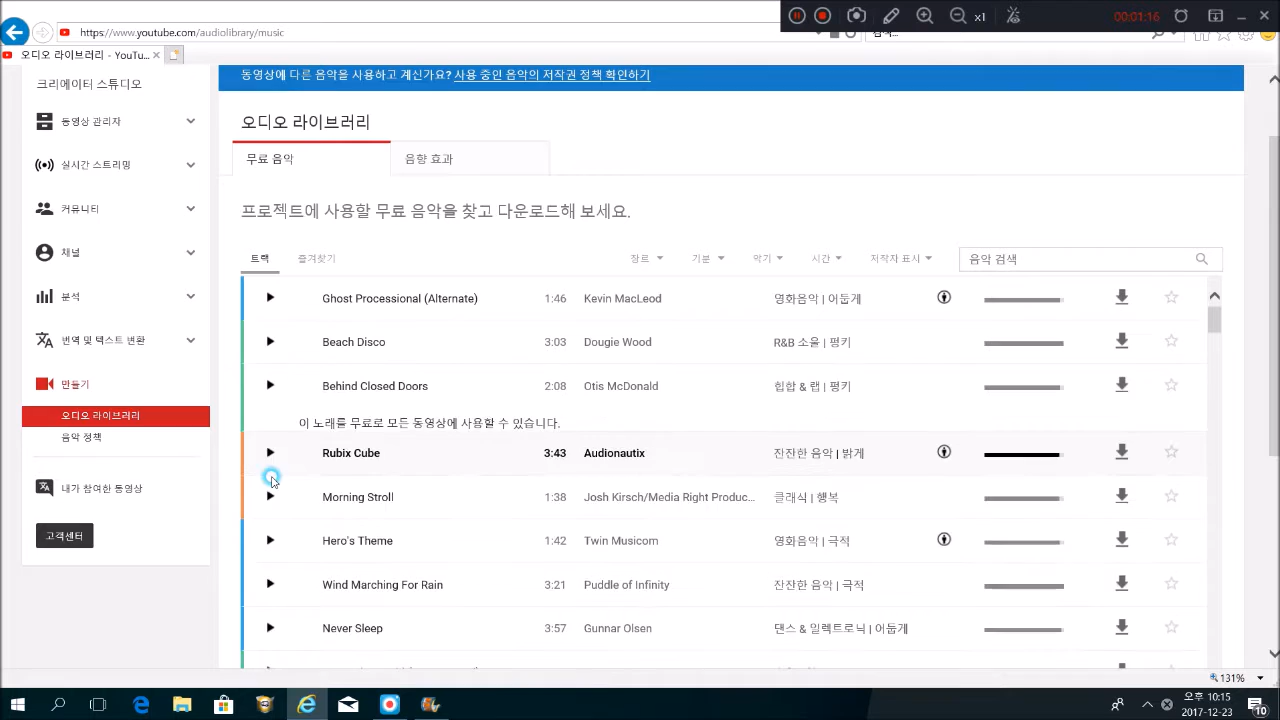 x1
00:01:16
https://www.youtube.com/audiolibrary/music
검색...
오디오 라이브러리 - YouTu...
크리에이터 스튜디오
동영상에 다른 음악을 사용하고 계신가요? 사용 중인 음악의 저작권 정책 확인하기
동영상 관리자
실시간 스트리밍
커뮤니티
채널
분석
번역 및 텍스트 변환
만들기
오디오 라이브러리
음악 정책
내가 참여한 동영상
고객센터
오디오 라이브러리
무료 음악 음향 효과
프로젝트에 사용할 무료 음악을 찾고 다운로드해 보세요.
트랙 즐겨찾기 장르 기분 악기 시간 저작자 표시 음악 검색
Ghost Processional (Alternate) 1:46 Kevin MacLeod 영화음악 | 어둡게
Beach Disco 3:03 Dougie Wood R&B 소울 | 펑키
Behind Closed Doors 2:08 Otis McDonald 힙합 & 랩 | 펑키
이 노래를 무료로 모든 동영상에 사용할 수 있습니다.
Rubix Cube 3:43 Audionautix 잔잔한 음악 | 밝게
Morning Stroll 1:38 Josh Kirsch/Media Right Produc... 클래식 | 행복
Hero's Theme 1:42 Twin Musicom 영화음악 | 극적
Wind Marching For Rain 3:21 Puddle of Infinity 잔잔한 음악 | 극적
Never Sleep 3:57 Gunnar Olsen 댄스 & 일렉트로닉 | 어둡게
131%
오후 10:15
2017-12-23
10